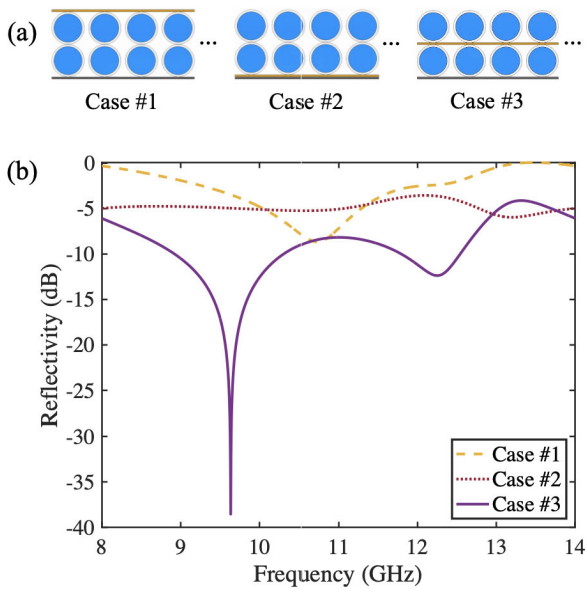 (a)
... ... ...
Case #1 Case #2 Case #3
(b)
0
-5
-10
-15
-20
-25
-30
-35
-40
Reflectivity (dB)
Case #1
Case #2
Case #3
8 9 10 11 12 13 14
Frequency (GHz)